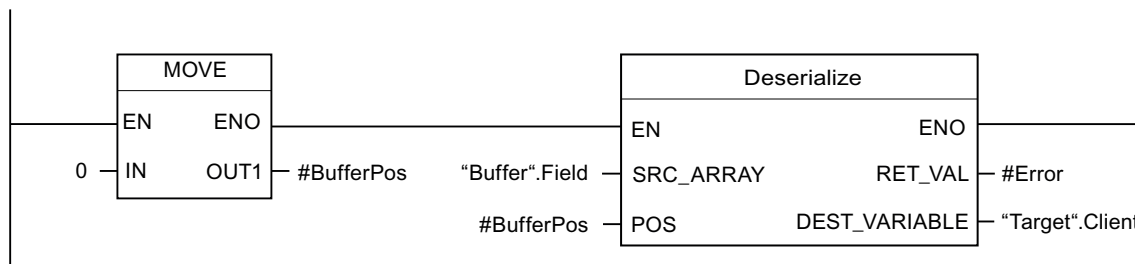 MOVE
Deserialize
EN ENO
EN ENO
0 IN OUT1 #BufferPos
"Buffer“.Field SRC_ARRAY RET_VAL #Error
#BufferPos POS DEST_VARIABLE "Target“.Client